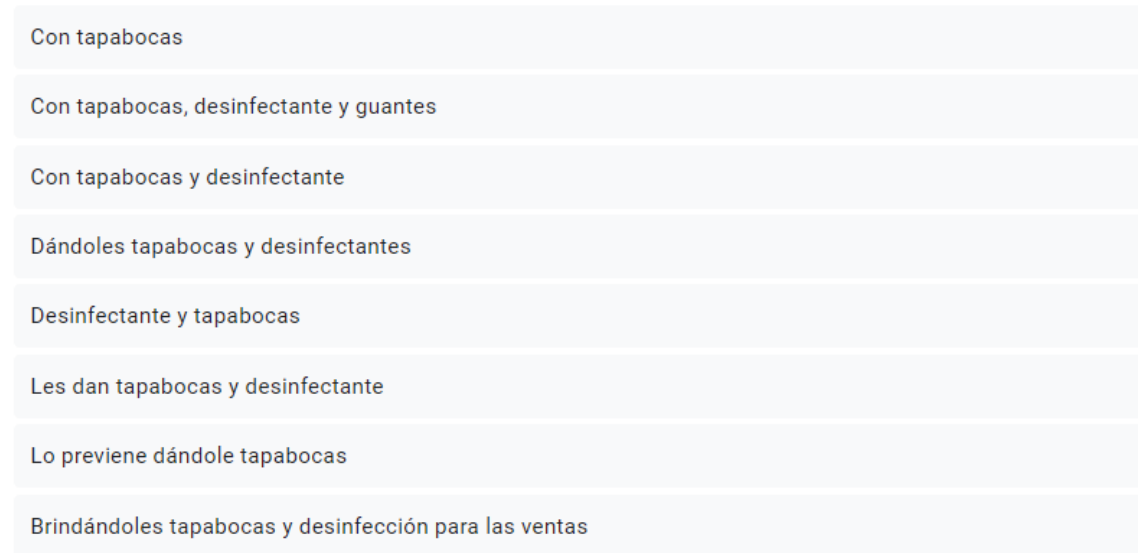 Con tapabocas
Con tapabocas, desinfectante y guantes
Con tapabocas y desinfectante
Dándoles tapabocas y desinfectantes
Desinfectante y tapabocas
Les dan tapabocas y desinfectante
Lo previene dándole tapabocas
Brindándoles tapabocas y desinfección para las ventas